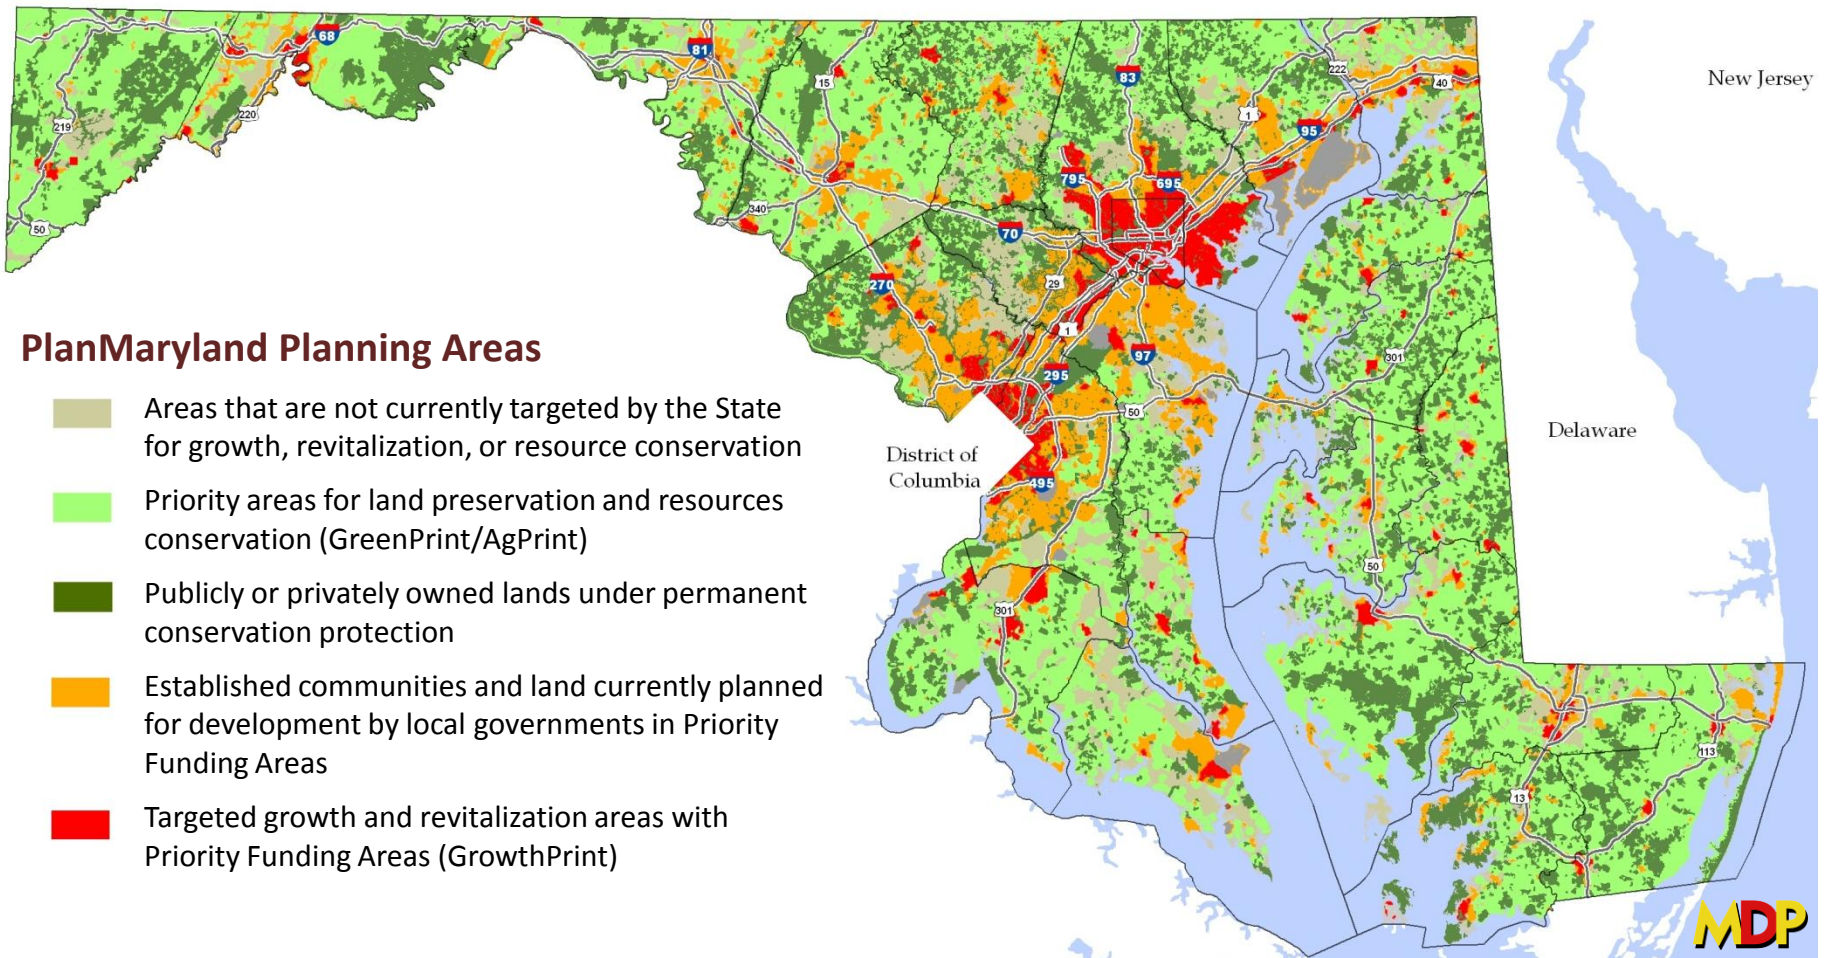 68
81
15
83
222
40
1
95
New Jersey
219
220
795
695
340
50
70
29
270
1
PlanMaryland Planning Areas
97
301
295
Areas that are not currently targeted by the State
for growth, revitalization, or resource conservation
50
Delaware
District of
Columbia
495
Priority areas for land preservation and resources
conservation (GreenPrint/AgPrint)
50
Publicly or privately owned lands under permanent
conservation protection
301
Established communities and land currently planned
for development by local governments in Priority
Funding Areas
113
13
Targeted growth and revitalization areas with
Priority Funding Areas (GrowthPrint)
MDP